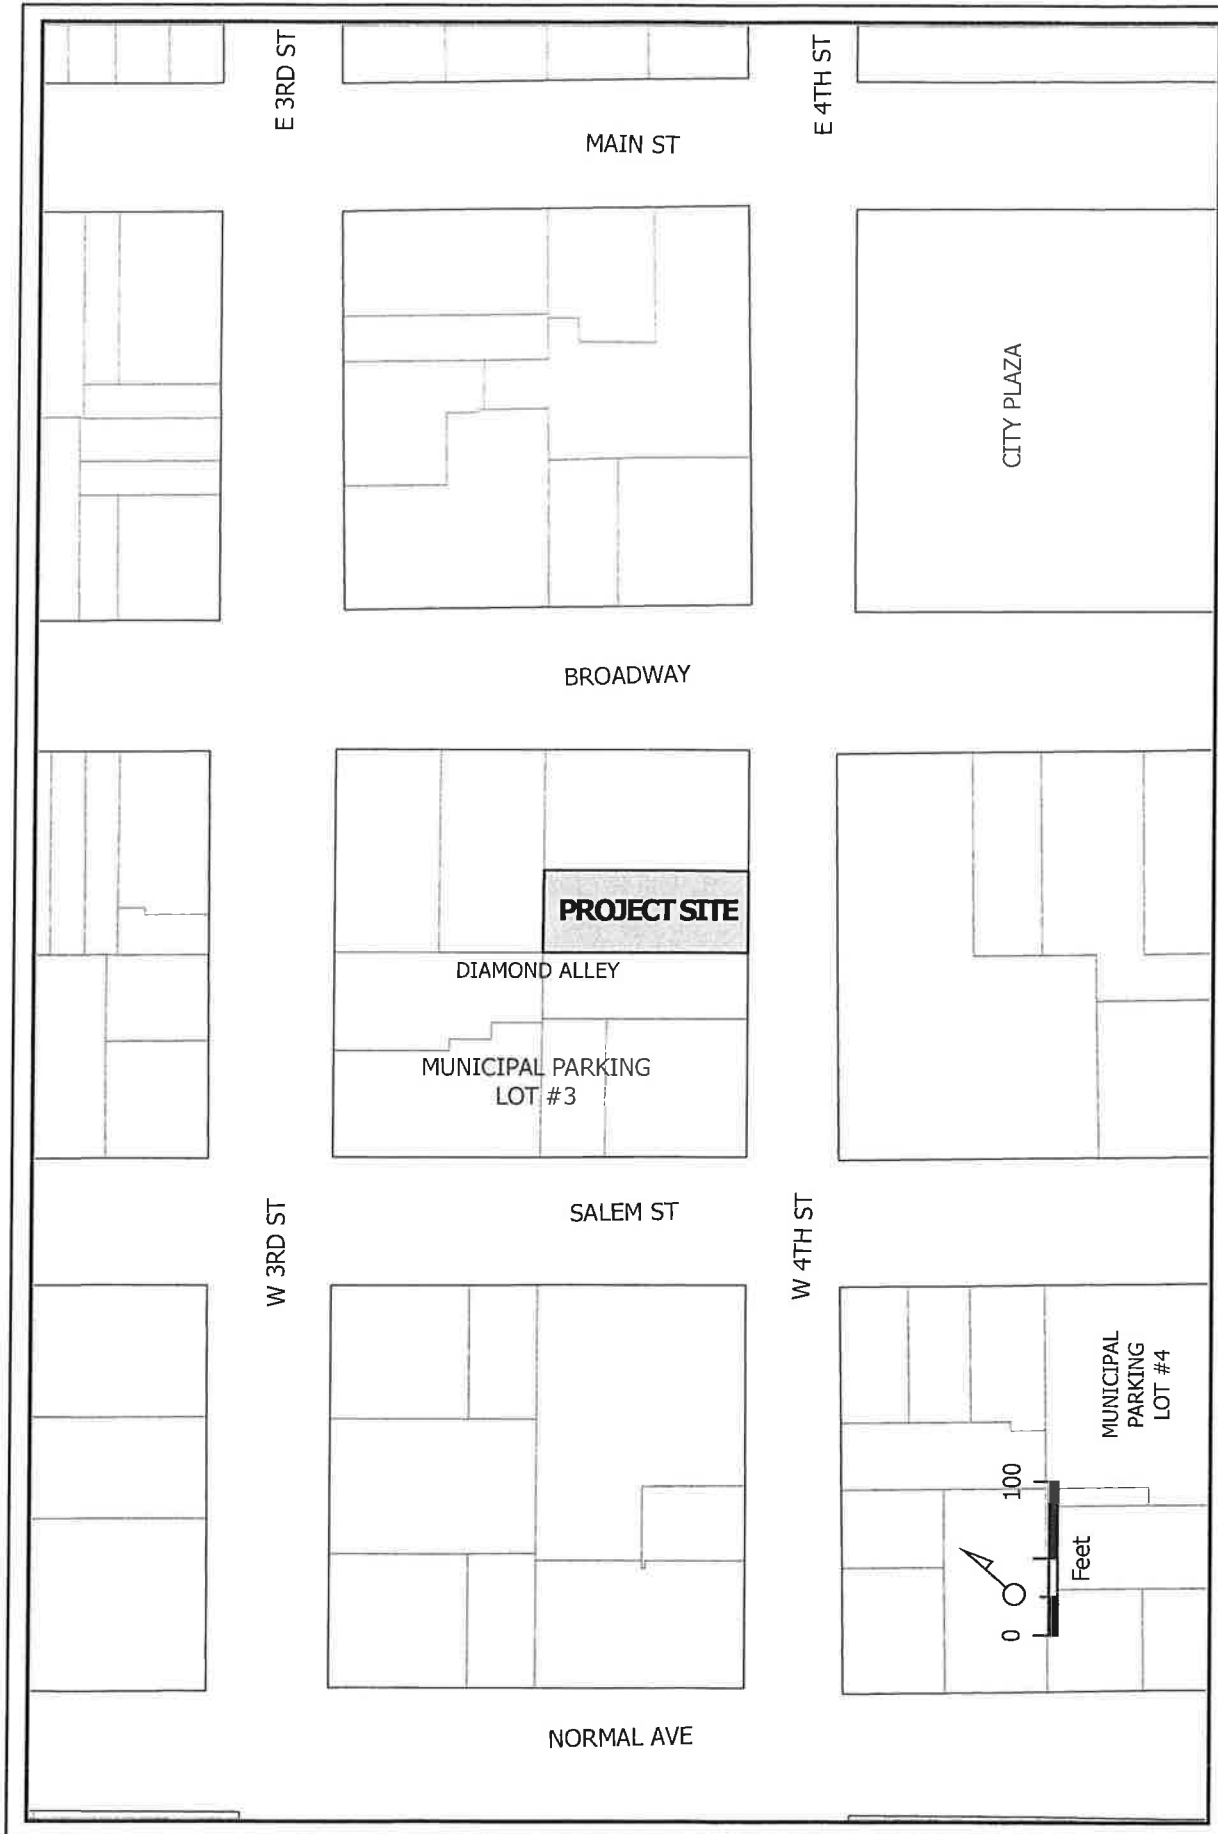 E 3RD ST
E 4TH ST
MAIN ST
CITY PLAZA
BROADWAY
PROJECT SITE
DIAMOND ALLEY
MUNICIPAL PARKING
LOT #3
W 3RD ST
SALEM ST
W 4TH ST
MUNICIPAL
PARKING
LOT #4
0
100
Feet
NORMAL AVE